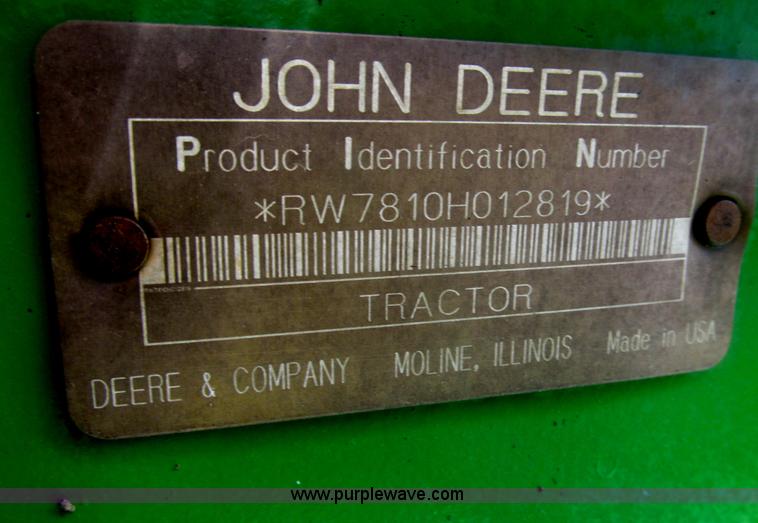 JOHN DEERE
Product Identification Number
*RW7810H012819*
TRACTOR
DEERE & COMPANY MOLINE, ILLINOIS Made in USA
www.purplewave.com